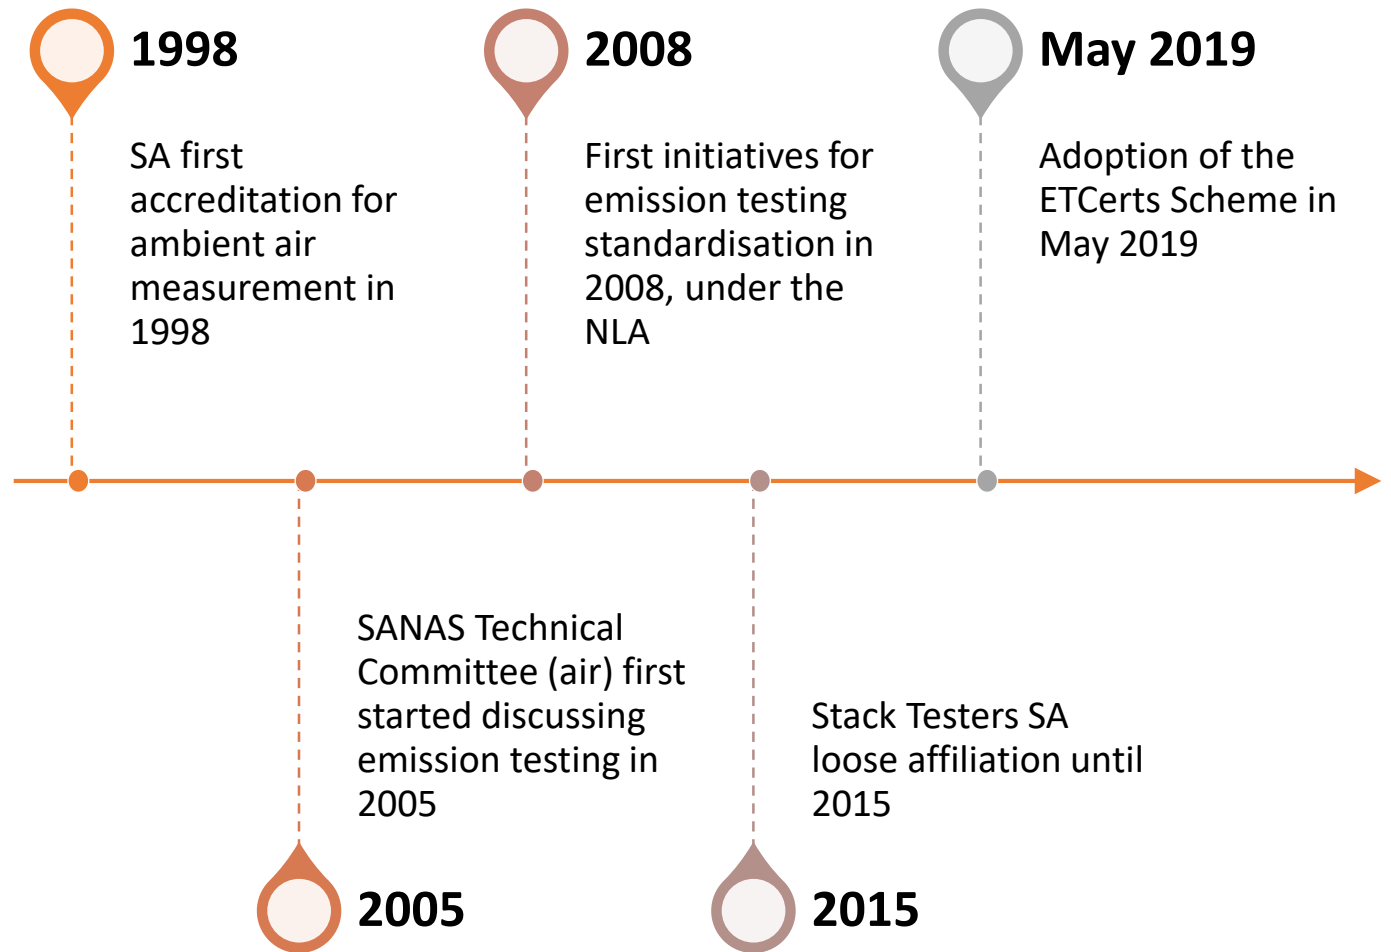 1998
SA first
accreditation for
ambient air
measurement in
1998
2008
First initiatives for
emission testing
standardisation in
2008, under the
NLA
May 2019
Adoption of the
ETCerts Scheme in
May 2019
SANAS Technical
Committee (air) first
started discussing
emission testing in
2005
2005
Stack Testers SA
loose affiliation until
2015
2015